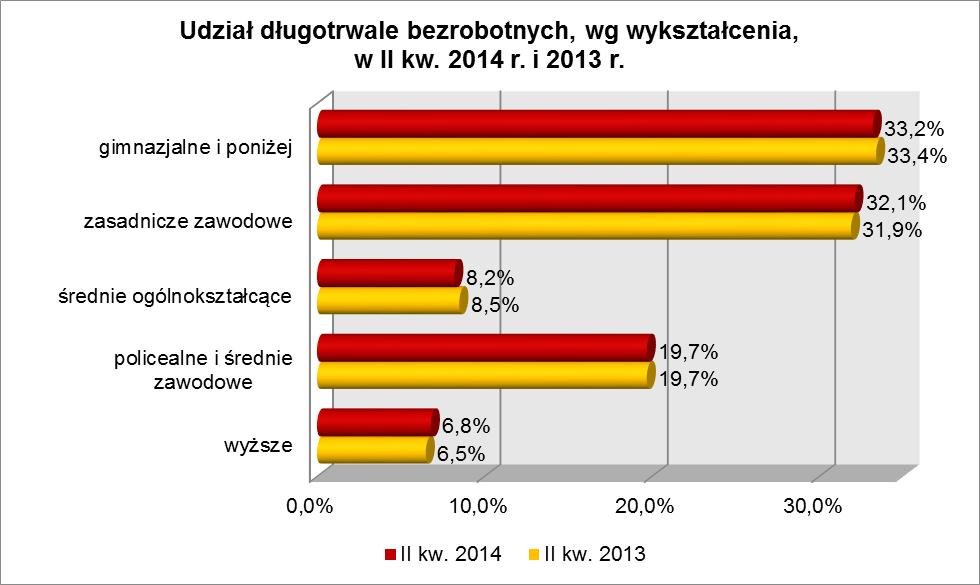 Udział długotrwale bezrobotnych, wg wykształcenia,
w II kw. 2014 r. i 2013 r.
gimnazjalne i poniżej
33,2%
33,4%
zasadnicze zawodowe
32,1%
31,9%
średnie ogólnokształcące
8,2%
8,5%
policealne i średnie
zawodowe
19,7%
19,7%
wyższe
6,8%
6,5%
0,0% 10,0% 20,0% 30,0%
II kw. 2014 II kw. 2013